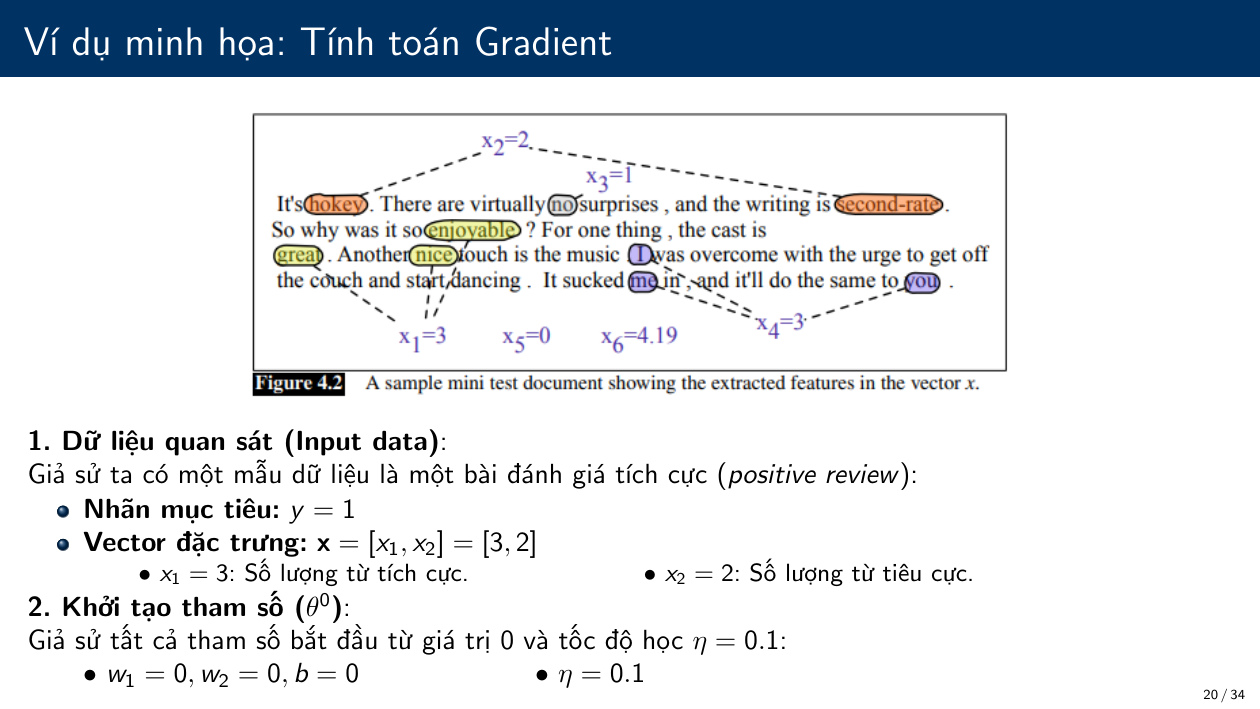 Ví dụ minh họa: Tính toán Gradient
x2=2
x3=1
It's hokey . There are virtually no surprises , and the writing is second-rate .
So why was it so enjoyable ? For one thing , the cast is
great . Another nice touch is the music I was overcome with the urge to get off
the couch and start dancing . It sucked me in , and it'll do the same to you .
x1=3 x5=0 x6=4.19 x4=3
Figure 4.2 A sample mini test document showing the extracted features in the vector x.
1. Dữ liệu quan sát (Input data):
Giả sử ta có một mẫu dữ liệu là một bài đánh giá tích cực (positive review):
Nhãn mục tiêu: y = 1
Vector đặc trưng: x = [x1, x2] = [3, 2]
• x1 = 3: Số lượng từ tích cực. • x2 = 2: Số lượng từ tiêu cực.
2. Khởi tạo tham số (θ⁰):
Giả sử tất cả tham số bắt đầu từ giá trị 0 và tốc độ học η = 0.1:
• w1 = 0, w2 = 0, b = 0 • η = 0.1
20 / 34